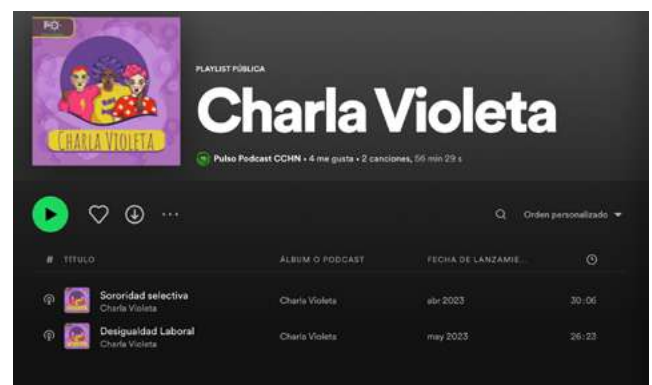 PLAYLIST PÚBLICA
Charla Violeta
CHARLA VIOLETA
Pulso Podcast CCHN • 4 me gusta • 2 canciones, 56 min 29 s
Orden personalizado
# TÍTULO ÁLBUM O PODCAST FECHA DE LANZAMIE...
Sororidad selectiva
Charla Violeta
Charla Violeta abr 2023 30:06
Desigualdad Laboral
Charla Violeta
Charla Violeta may 2023 26:23